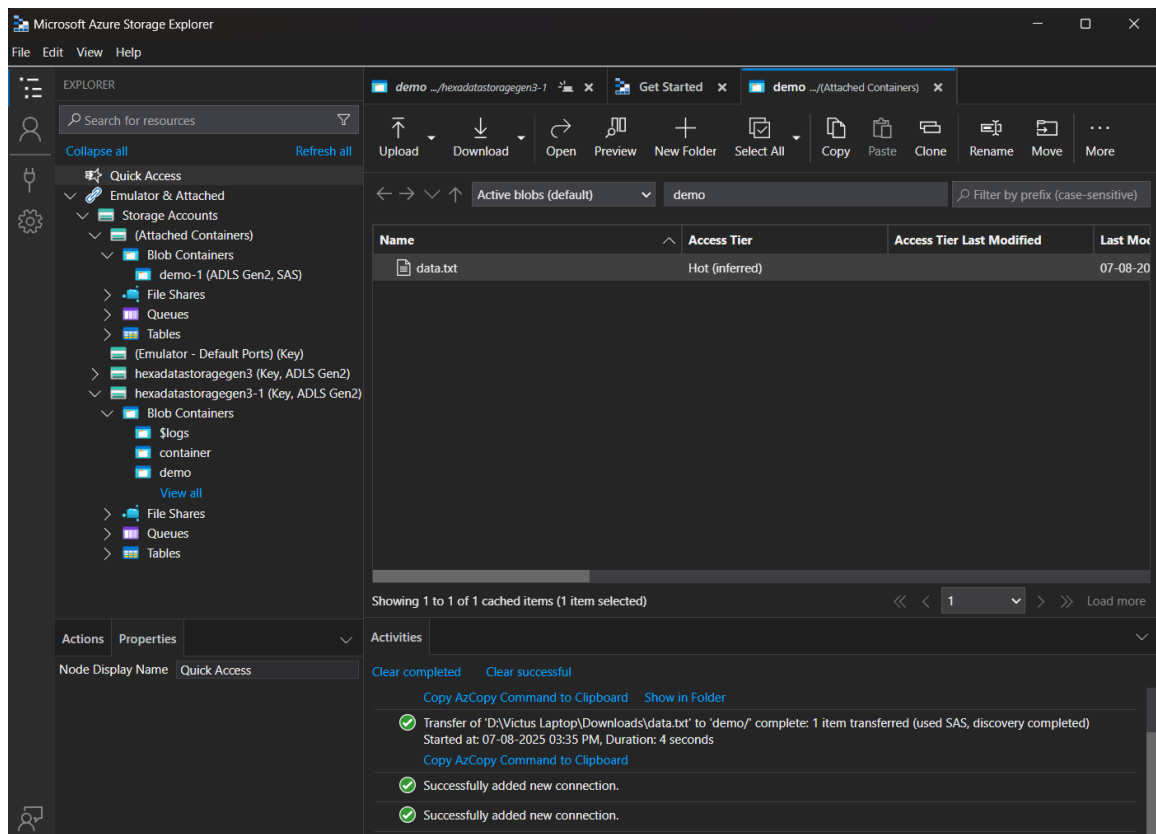 Microsoft Azure Storage Explorer
File Edit View Help
EXPLORER
Search for resources
Collapse all Refresh all
Quick Access
Emulator & Attached
Storage Accounts
(Attached Containers)
Blob Containers
demo-1 (ADLS Gen2, SAS)
File Shares
Queues
Tables
(Emulator - Default Ports) (Key)
hexadatastoragegen3 (Key, ADLS Gen2)
hexadatastoragegen3-1 (Key, ADLS Gen2)
Blob Containers
$logs
container
demo
View all
File Shares
Queues
Tables
Actions Properties
Node Display Name Quick Access
demo .../hexadatastoragegen3-1 Get Started demo .../(Attached Containers)
Upload Download Open Preview New Folder Select All Copy Paste Clone Rename Move More
Active blobs (default) demo Filter by prefix (case-sensitive)
Name Access Tier Access Tier Last Modified Last Mod
data.txt Hot (inferred) 07-08-20
Showing 1 to 1 of 1 cached items (1 item selected) 1 Load more
Activities
Clear completed Clear successful
Copy AzCopy Command to Clipboard Show in Folder
Transfer of 'D:\Victus Laptop\Downloads\data.txt' to 'demo/' complete: 1 item transferred (used SAS, discovery completed)
Started at: 07-08-2025 03:35 PM, Duration: 4 seconds
Copy AzCopy Command to Clipboard
Successfully added new connection.
Successfully added new connection.